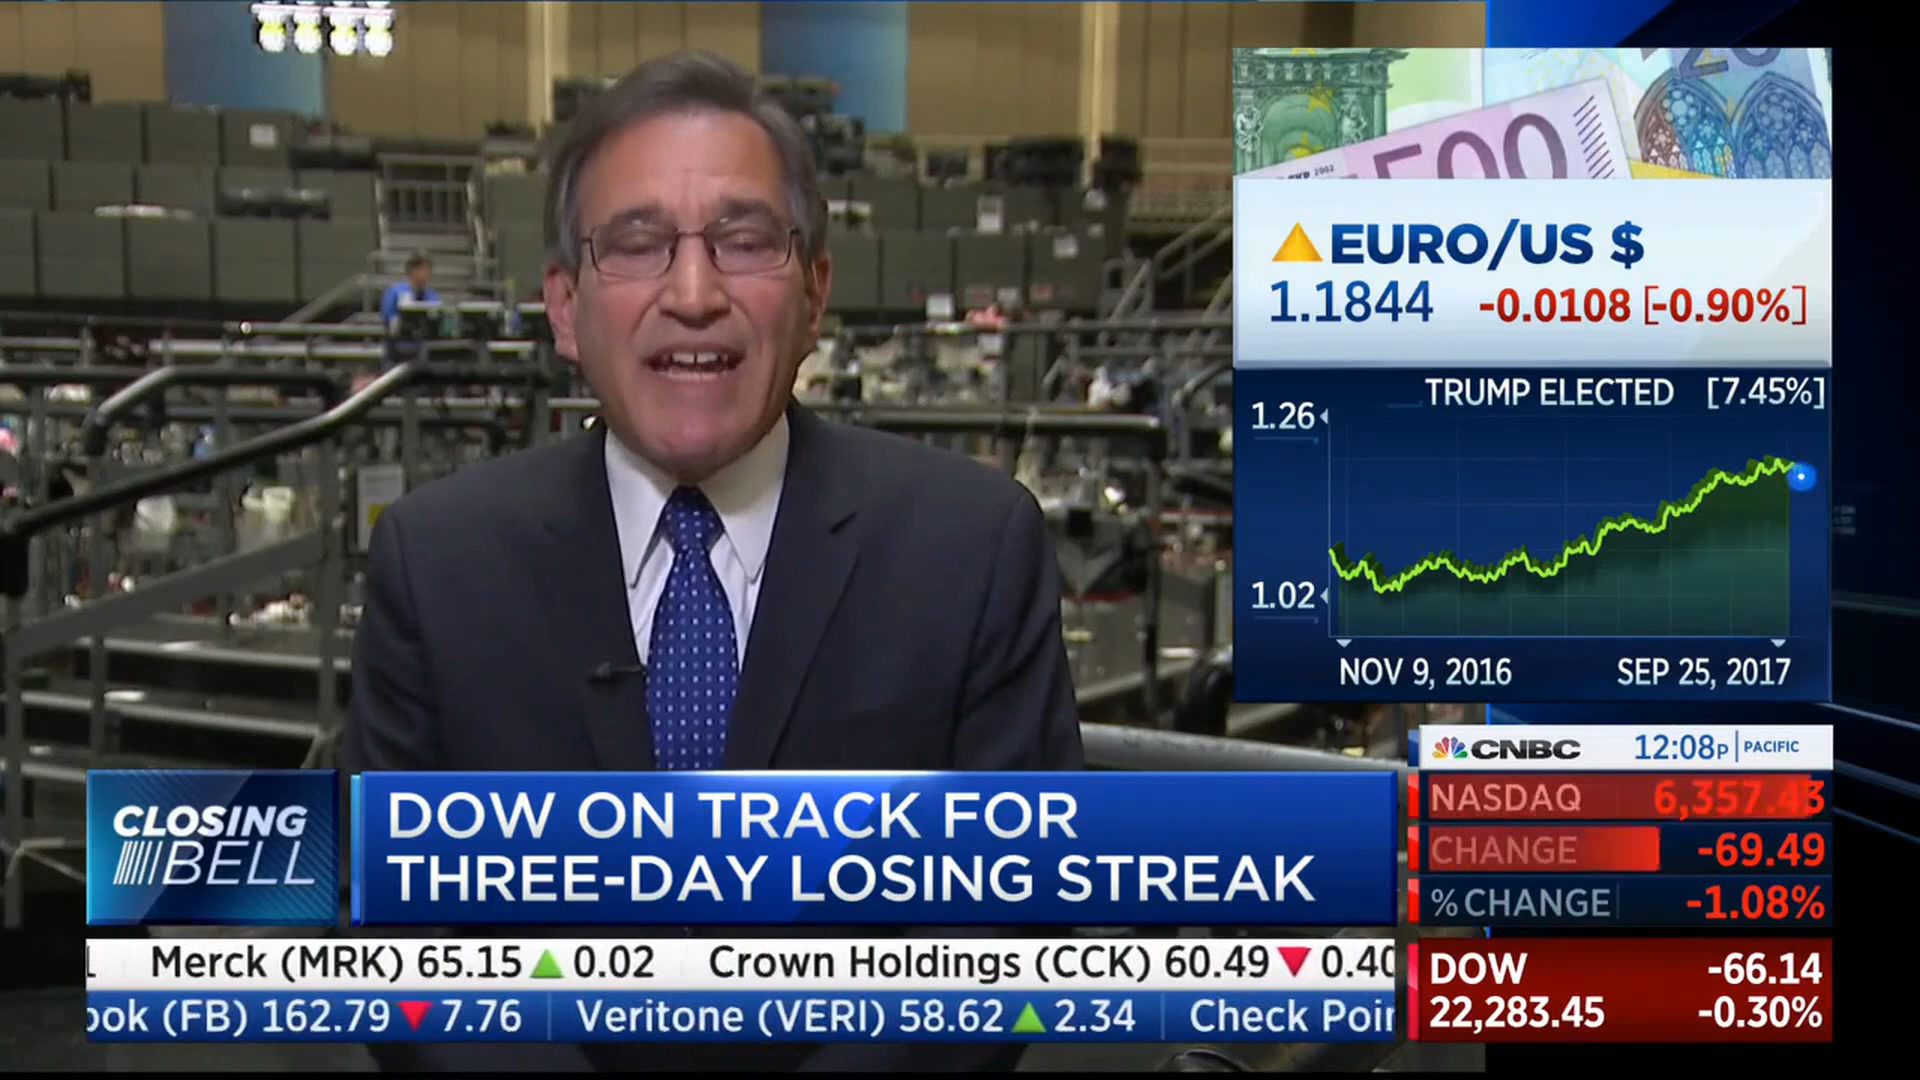 500
2002
EURO/US $
1.1844 -0.0108 [-0.90%]
TRUMP ELECTED [7.45%]
1.26
1.02
NOV 9, 2016 SEP 25, 2017
CNBC 12:08P PACIFIC
NASDAQ 6,357.43
CHANGE -69.49
% CHANGE -1.08%
DOW -66.14
22,283.45 -0.30%
CLOSING
BELL
DOW ON TRACK FOR
THREE-DAY LOSING STREAK
Merck (MRK) 65.15 ▲ 0.02 Crown Holdings (CCK) 60.49 ▼ 0.40
ook (FB) 162.79 ▼ 7.76 Veritone (VERI) 58.62 ▲ 2.34 Check Poin